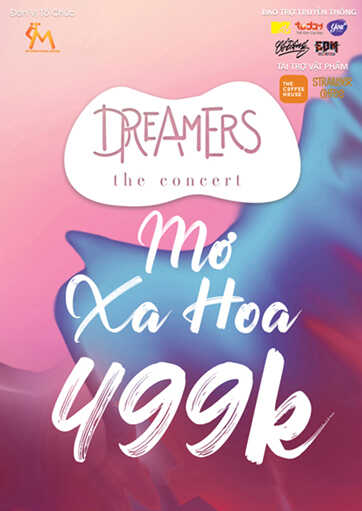 Đơn Vị Tổ Chức
BẢO TRỢ TRUYỀN THÔNG
TÀI TRỢ VẬT PHẨM
THE
COFFEE
HOUSE
DREAMERS
the concert
Mơ
Xa Hoa
499k